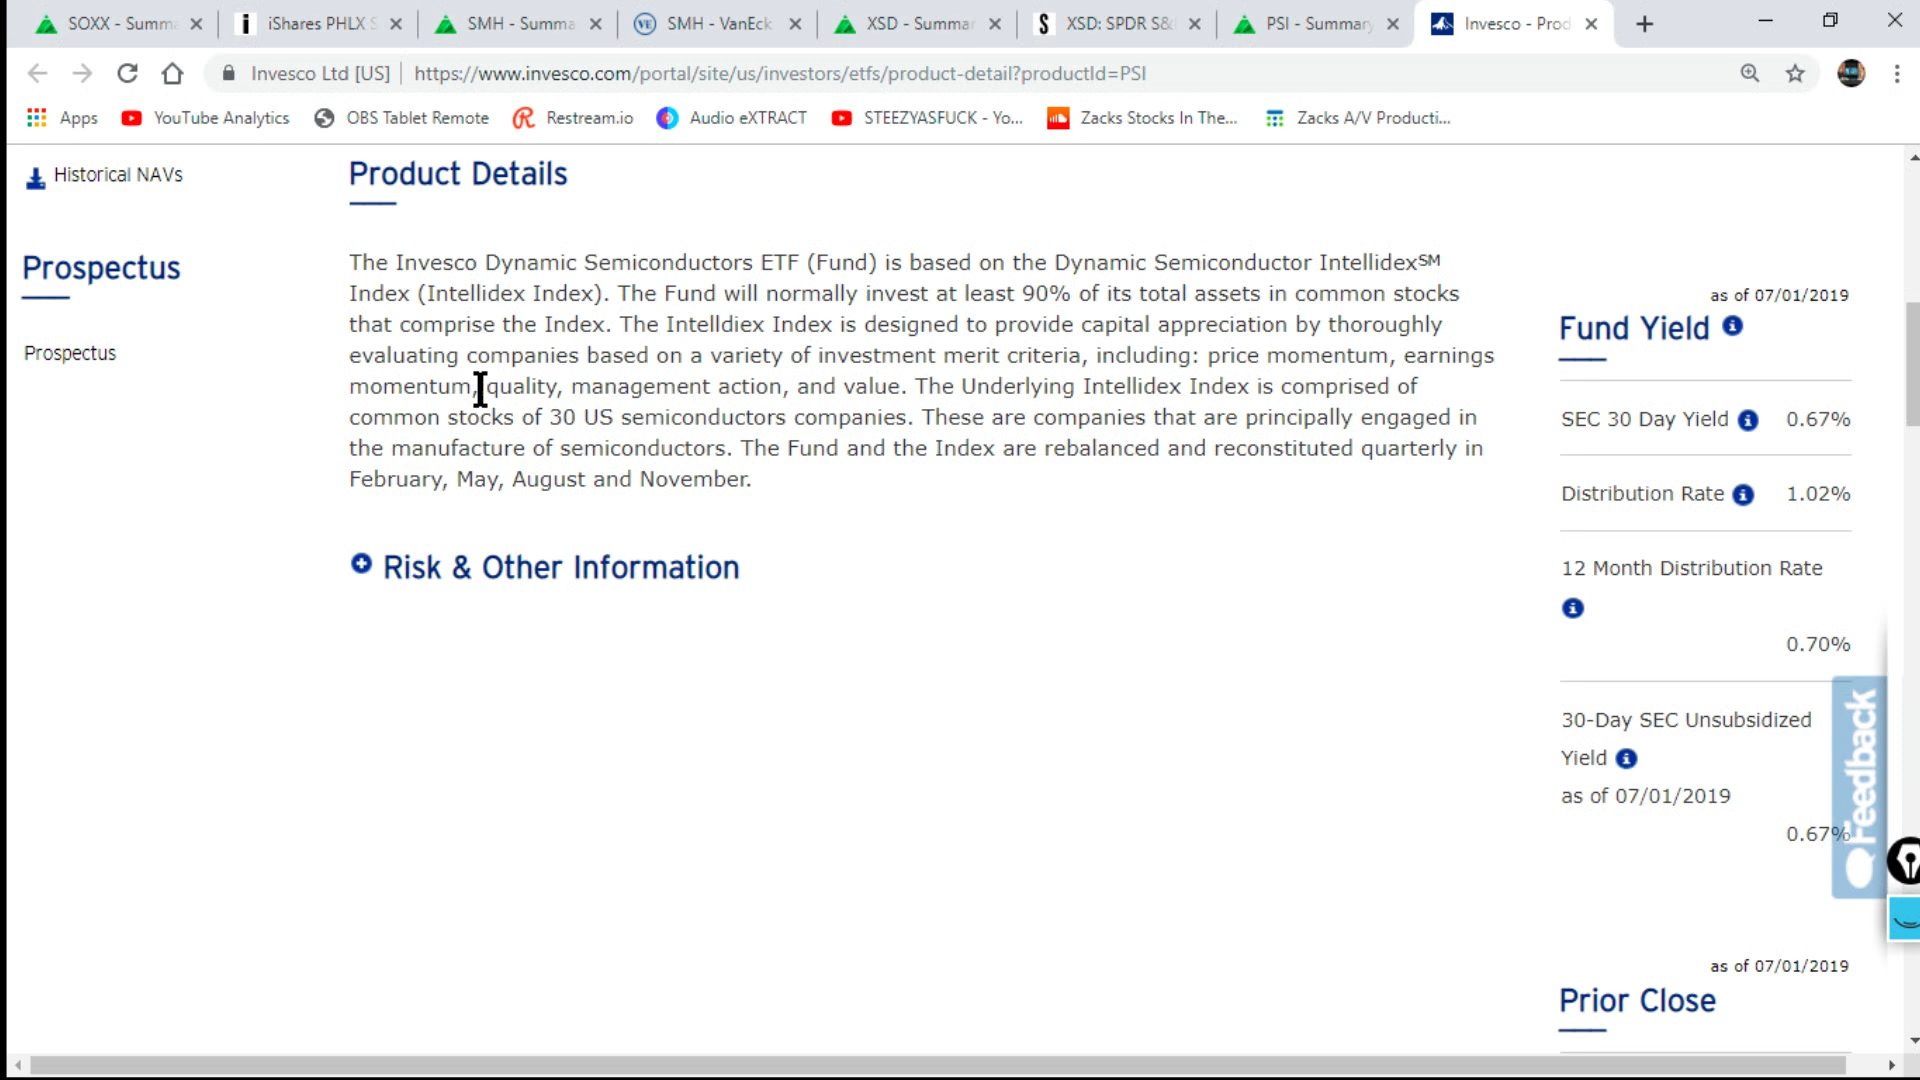 SOXX - Summa
iShares PHLX S
SMH - Summa
SMH - VanEck
XSD - Summar
XSD: SPDR S&
PSI - Summary
Invesco - Prod
Invesco Ltd [US] | https://www.invesco.com/portal/site/us/investors/etfs/product-detail?productId=PSI
Apps
YouTube Analytics
OBS Tablet Remote
Restream.io
Audio eXTRACT
STEEZYASFUCK - Yo...
Zacks Stocks In The...
Zacks A/V Producti...
Historical NAVs
Prospectus
Prospectus
Product Details
The Invesco Dynamic Semiconductors ETF (Fund) is based on the Dynamic Semiconductor Intellidex℠
Index (Intellidex Index). The Fund will normally invest at least 90% of its total assets in common stocks
that comprise the Index. The Intelldiex Index is designed to provide capital appreciation by thoroughly
evaluating companies based on a variety of investment merit criteria, including: price momentum, earnings
momentum, quality, management action, and value. The Underlying Intellidex Index is comprised of
common stocks of 30 US semiconductors companies. These are companies that are principally engaged in
the manufacture of semiconductors. The Fund and the Index are rebalanced and reconstituted quarterly in
February, May, August and November.
Risk & Other Information
as of 07/01/2019
Fund Yield
SEC 30 Day Yield 0.67%
Distribution Rate 1.02%
12 Month Distribution Rate
0.70%
30-Day SEC Unsubsidized
Yield
as of 07/01/2019
0.67%
Feedback
as of 07/01/2019
Prior Close